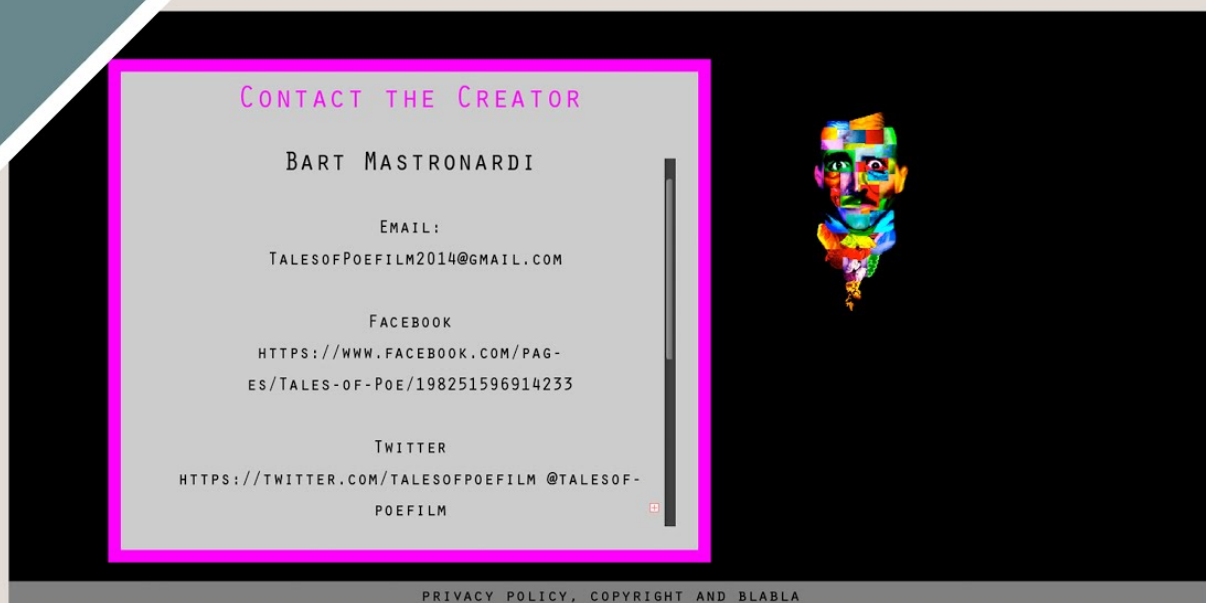 Contact the Creator
Bart Mastronardi
Email:
TalesofPoefilm2014@gmail.com
Facebook
https://www.facebook.com/pag-
es/Tales-of-Poe/198251596914233
Twitter
https://twitter.com/talesofpoefilm @talesof-
poefilm
privacy policy, copyright and blabla